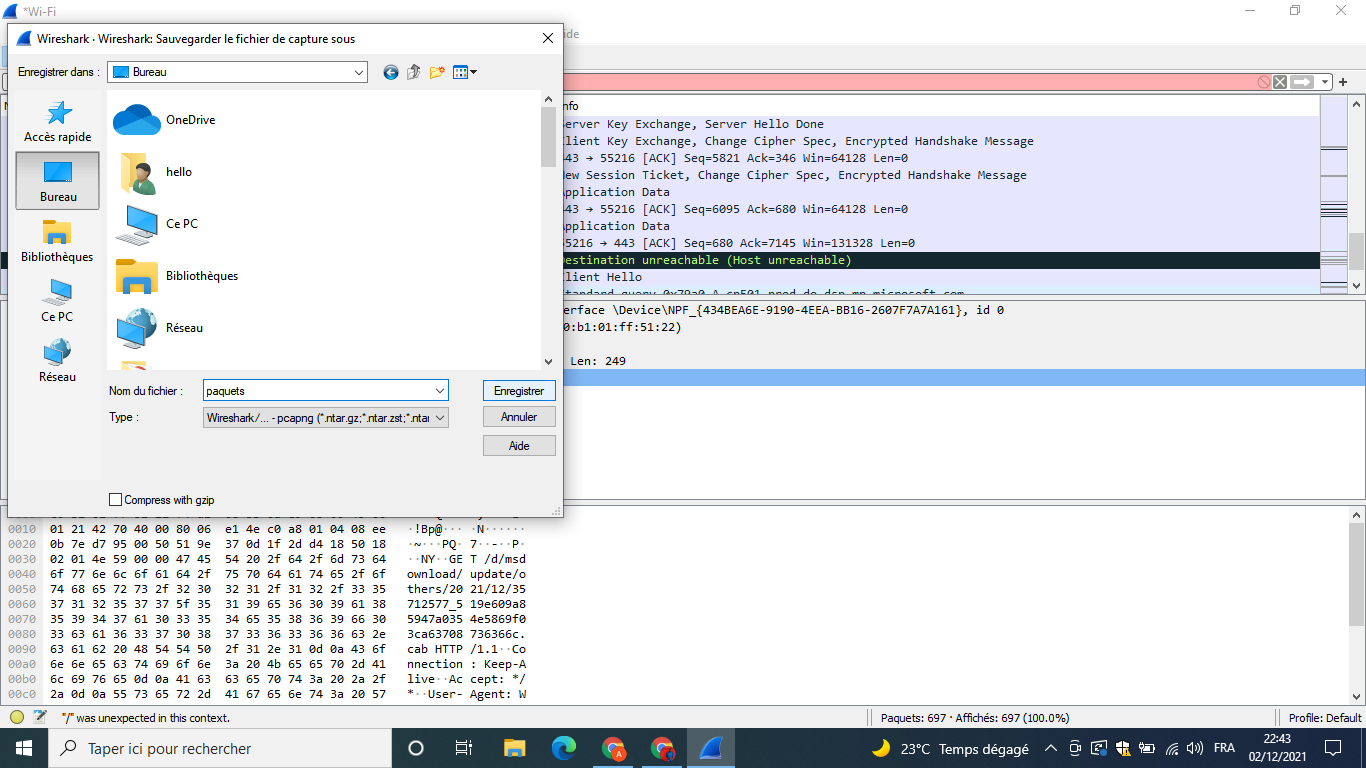 *Wi-Fi
Wireshark · Wireshark: Sauvegarder le fichier de capture sous
ide
Enregistrer dans :
Bureau
Accès rapide
Bureau
Bibliothèques
Ce PC
Réseau
OneDrive
hello
Ce PC
Bibliothèques
Réseau
Nom du fichier :
paquets
Enregistrer
Type :
Wireshark/... - pcapng (*.ntar.gz;*.ntar.zst;*.ntar
Annuler
Aide
Compress with gzip
nfo
Server Key Exchange, Server Hello Done
Client Key Exchange, Change Cipher Spec, Encrypted Handshake Message
443 → 55216 [ACK] Seq=5821 Ack=346 Win=64128 Len=0
New Session Ticket, Change Cipher Spec, Encrypted Handshake Message
Application Data
443 → 55216 [ACK] Seq=6095 Ack=680 Win=64128 Len=0
Application Data
55216 → 443 [ACK] Seq=680 Ack=7145 Win=131328 Len=0
Destination unreachable (Host unreachable)
Client Hello
erface \Device\NPF_{434BEA6E-9190-4EEA-BB16-2607F7A7A161}, id 0
0:b1:01:ff:51:22)
Len: 249
0010 01 21 42 70 40 00 80 06 e1 4e c0 a8 01 04 08 ee ·!Bp@··· ·N······
0020 0b 7e d7 95 00 50 51 9e 37 0d 1f 2d d4 18 50 18 ·~···PQ· 7··-··P·
0030 02 01 4e 59 00 00 47 45 54 20 2f 64 2f 6d 73 64 ··NY··GE T /d/msd
0040 6f 77 6e 6c 6f 61 64 2f 75 70 64 61 74 65 2f 6f ownload/ update/o
0050 74 68 65 72 73 2f 32 30 32 31 2f 31 32 2f 33 35 thers/20 21/12/35
0060 37 31 32 35 37 37 5f 35 31 39 65 36 30 39 61 38 712577_5 19e609a8
0070 35 39 34 37 61 30 33 35 34 65 35 38 36 39 66 30 5947a035 4e5869f0
0080 33 63 61 36 33 37 30 38 37 33 36 33 36 36 63 2e 3ca63708 736366c.
0090 63 61 62 20 48 54 54 50 2f 31 2e 31 0d 0a 43 6f cab HTTP /1.1··Co
00a0 6e 6e 65 63 74 69 6f 6e 3a 20 4b 65 65 70 2d 41 nnection : Keep-A
00b0 6c 69 76 65 0d 0a 41 63 63 65 70 74 3a 20 2a 2f live··Ac cept: */
00c0 2a 0d 0a 55 73 65 72 2d 41 67 65 6e 74 3a 20 57 *··User- Agent: W
"/" was unexpected in this context.
Paquets: 697 · Affichés: 697 (100.0%)
Profile: Default
Taper ici pour rechercher
23°C Temps dégagé
FRA
22:43
02/12/2021